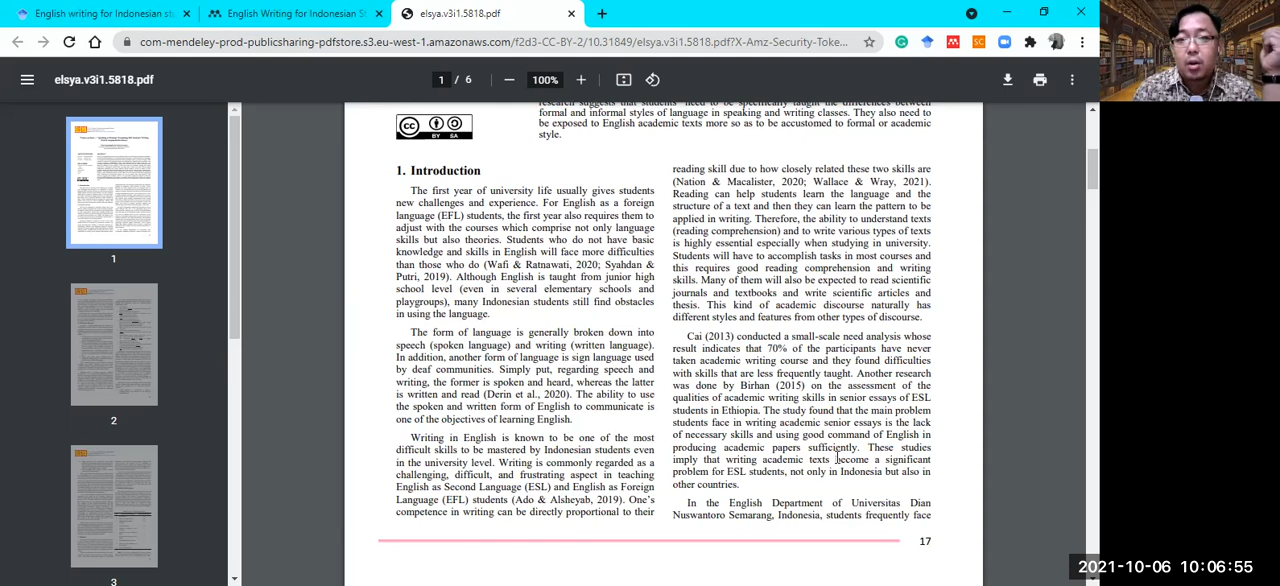 English writing for Indonesian stu
English Writing for Indonesian St
elsya.v3i1.5818.pdf
com-mendeley-prod-publicsharing-pdfstore.s3.eu-west-1.amazonaws.com/f2d3-CC-BY-2/10.31849/elsya.v3i1.5818.pdf?X-Amz-Security-Toke...
elsya.v3i1.5818.pdf
1 / 6
100%
research suggests that students need to be specifically taught the differences between
formal and informal styles of language in speaking and writing classes. They also need to
be exposed to English academic texts more so as to be accustomed to formal or academic
style.
cc
BY SA
1. Introduction
The first year of university life usually gives students
new challenges and experience. For English as a foreign
language (EFL) students, the first year also requires them to
adjust with the courses which comprise not only language
skills but also theories. Students who do not have basic
knowledge and skills in English will face more difficulties
than those who do (Wafi & Ratnawati, 2020; Syahdan &
Putri, 2019). Although English is taught from junior high
school level (even in several elementary schools and
playgroups), many Indonesian students still find obstacles
in using the language.
The form of language is generally broken down into
speech (spoken language) and writing (written language).
In addition, another form of language is sign language used
by deaf communities. Simply put, regarding speech and
writing, the former is spoken and heard, whereas the latter
is written and read (Derin et al., 2020). The ability to use
the spoken and written form of English to communicate is
one of the objectives of learning English.
Writing in English is known to be one of the most
difficult skills to be mastered by Indonesian students even
in the university level. Writing is commonly regarded as a
challenging, difficult, and frustrating aspect in teaching
English as Second Language (ESL) and English as Foreign
Language (EFL) students (Ado & Alsheyab, 2019). One's
competence in writing can be directly proportional to their
reading skill due to how closely related these two skills are
(Nation & Macalister, 2020; Wallace & Wray, 2021).
Reading can help students learn the language and the
structure of a text and then they can learn the pattern to be
applied in writing. Therefore, the ability to understand texts
(reading comprehension) and to write various types of texts
is highly essential especially when studying in university.
Students will have to accomplish tasks in most courses and
this requires good reading comprehension and writing
skills. Many of them will also be expected to read scientific
journals and textbooks and write scientific articles and
thesis. This kind of academic discourse naturally has
different styles and features from other types of discourse.
Cai (2013) conducted a small-scale need analysis whose
result indicates that 70% of the participants have never
taken academic writing course and they found difficulties
with skills that are less frequently taught. Another research
was done by Birhan (2015) on the assessment of the
qualities of academic writing skills in senior essays of ESL
students in Ethiopia. The study found that the main problem
students face in writing academic senior essays is the lack
of necessary skills and using good command of English in
producing academic papers sufficiently. These studies
imply that writing academic texts become a significant
problem for ESL students, not only in Indonesia but also in
other countries.
In the English Department of Universitas Dian
Nuswantoro Semarang, Indonesia, students frequently face
17
1
2
3
2021-10-06 10:06:55